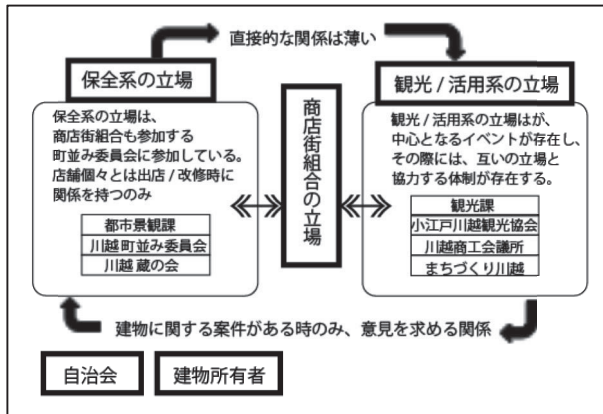 直接的な関係は薄い
保全系の立場
保全系の立場は、
商店街組合も参加する
町並み委員会に参加している。
店舗個々とは出店 / 改修時に
関係を持つのみ
都市景観課
川越町並み委員会
川越 蔵の会
商店街組合の立場
観光 / 活用系の立場
観光 / 活用系の立場はが、
中心となるイベントが存在し、
その際には、互いの立場と
協力する体制が存在する。
観光課
小江戸川越観光協会
川越商工会議所
まちづくり川越
建物に関する案件がある時のみ、意見を求める関係
自治会
建物所有者